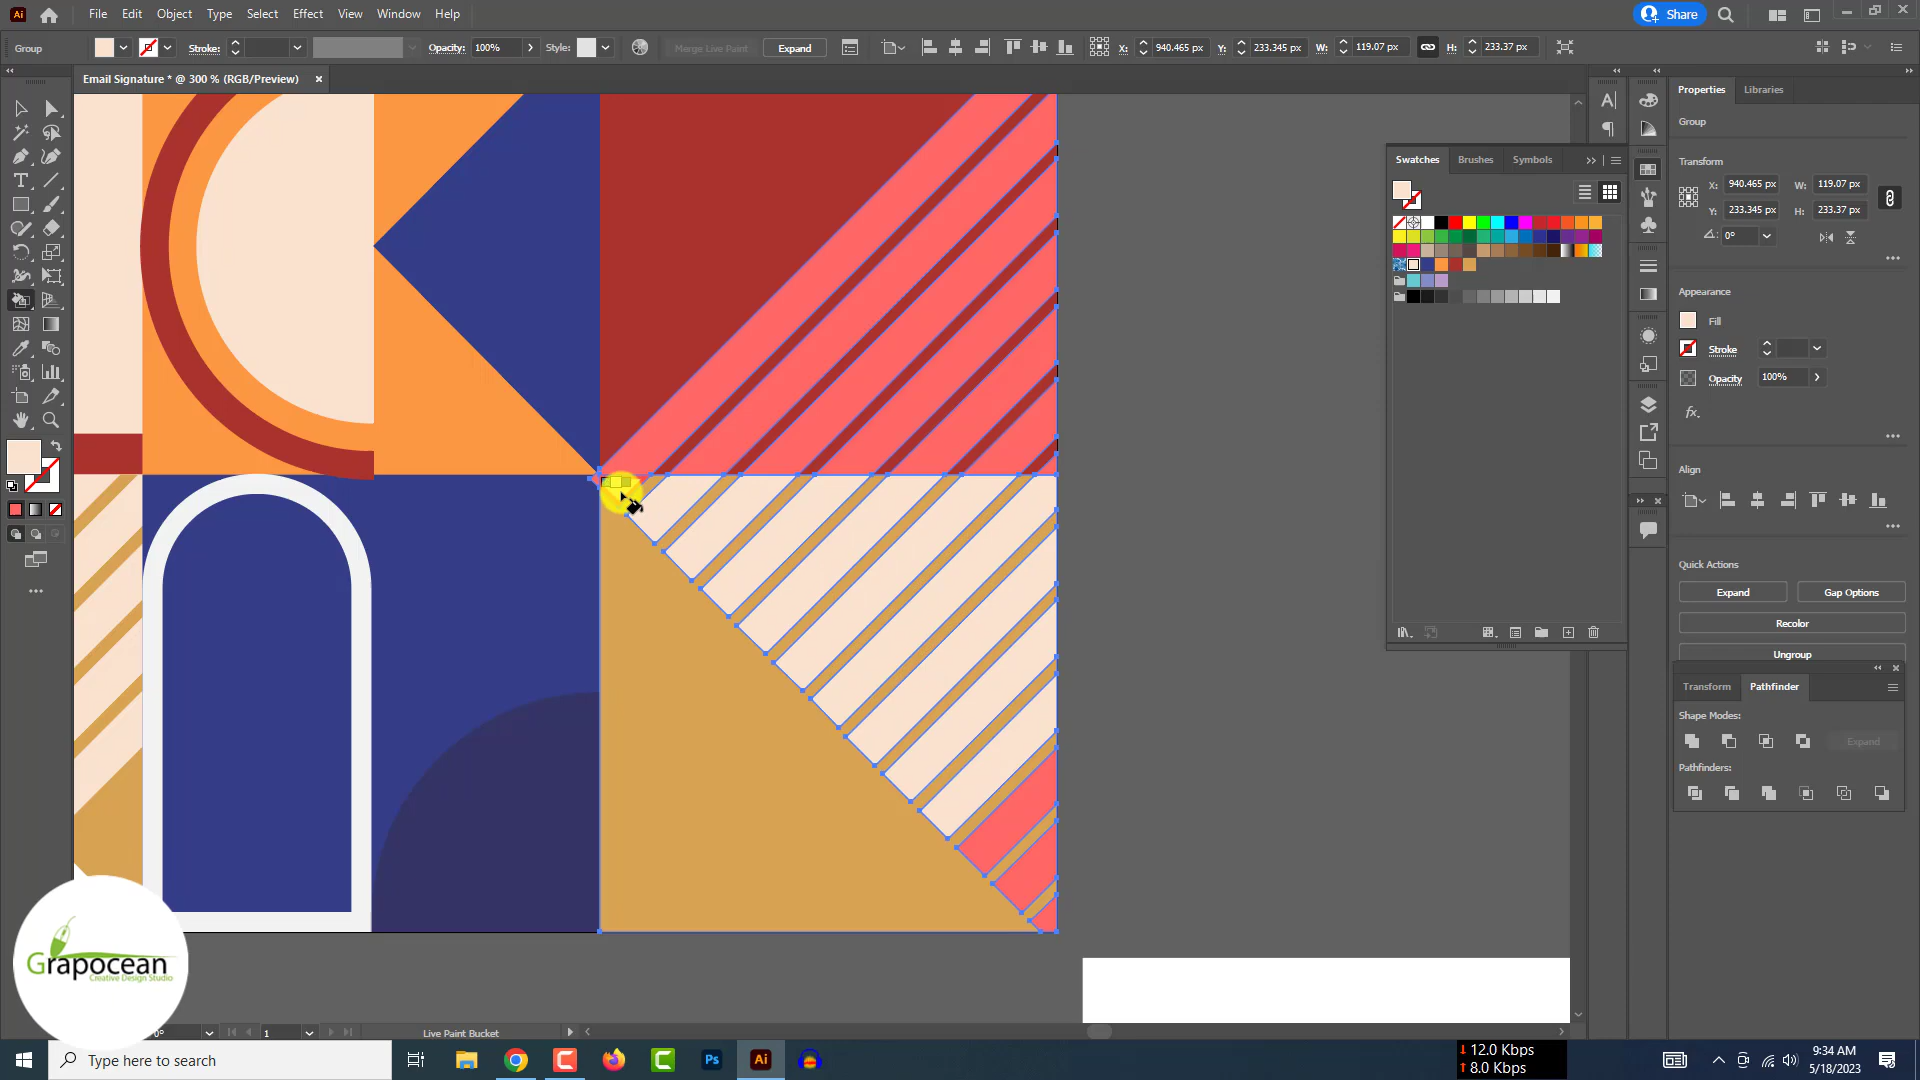 Ai File Edit Object Type Select Effect View Window Help Share
Group Stroke: Opacity: 100% Style: Merge Live Paint Expand X: 940.465 px Y: 233.345 px W: 119.07 px H: 233.37 px
Email Signature * @ 300 % (RGB/Preview) ×
Properties Libraries
Group
Swatches Brushes Symbols
Transform
X: 940.465 px W: 119.07 px
Y: 233.345 px H: 233.37 px
0°
Appearance
Fill
Stroke
Opacity 100%
fx.
Align
Quick Actions
Expand Gap Options
Recolor
Ungroup
Transform Pathfinder
Shape Modes:
Expand
Pathfinders:
Grapocean
Creative Design Studio
0° 1 Live Paint Bucket
Type here to search
Ps Ai
12.0 Kbps
8.0 Kbps
9:34 AM
5/18/2023